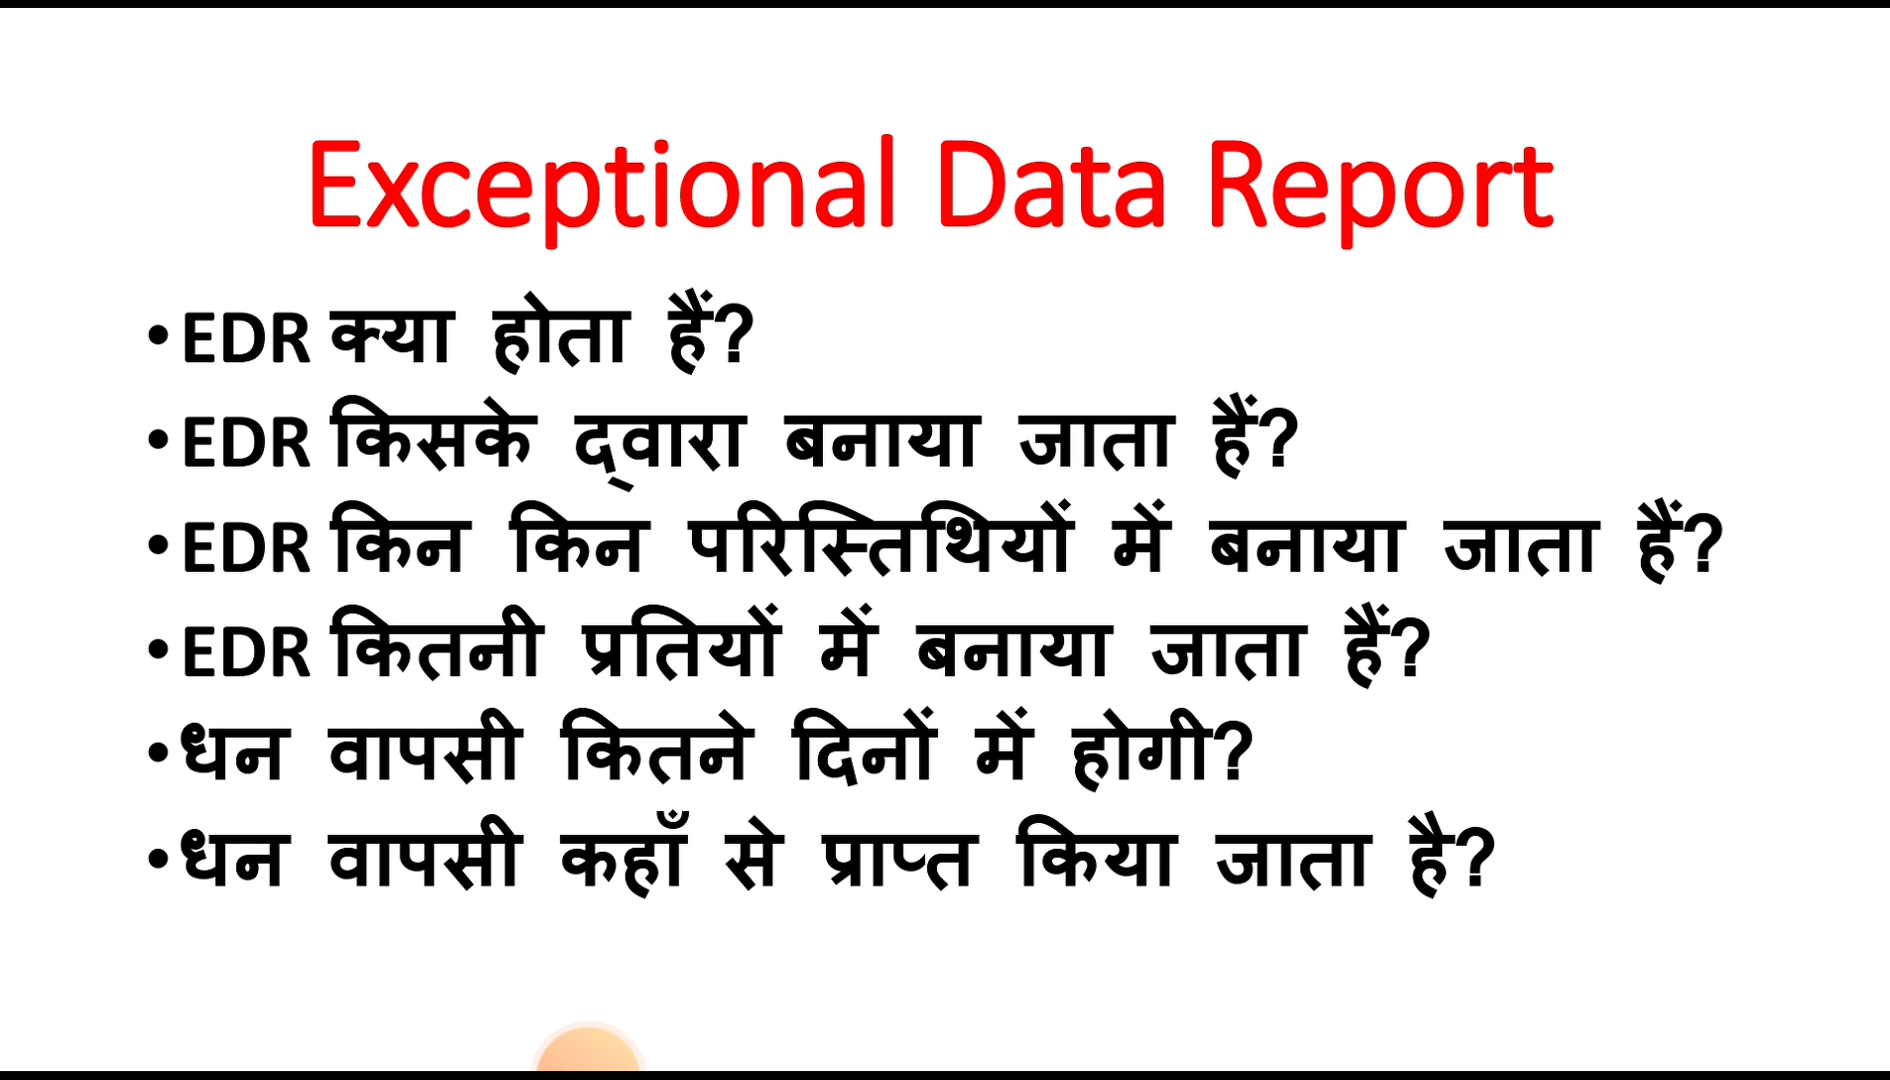 Exceptional Data Report
•EDR क्या होता हैं?
•EDR किसके द्वारा बनाया जाता हैं?
•EDR किन किन परिस्तिथियों में बनाया जाता हैं?
•EDR कितनी प्रतियों में बनाया जाता हैं?
•धन वापसी कितने दिनों में होगी?
•धन वापसी कहाँ से प्राप्त किया जाता है?